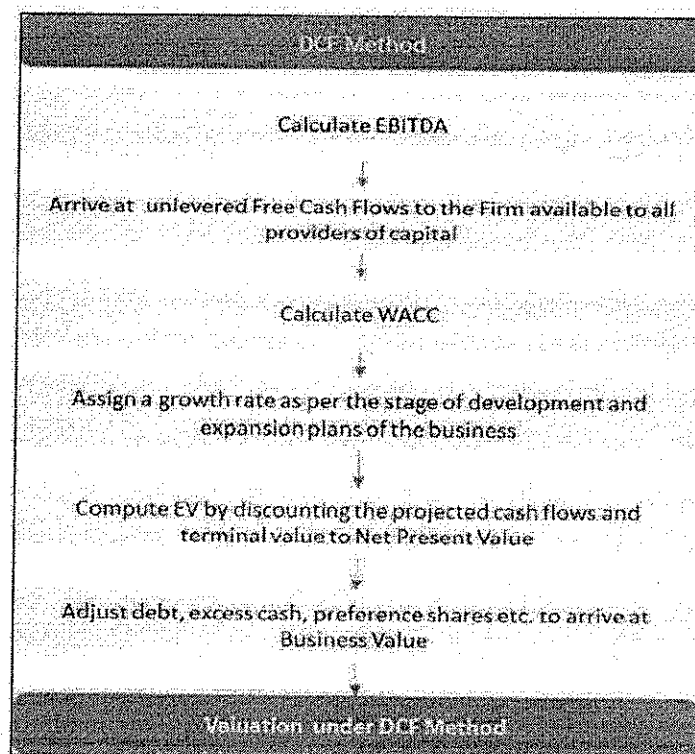 DCF Method
Calculate EBITDA
Arrive at unlevered Free Cash Flows to the Firm available to all
providers of capital
Calculate WACC
Assign a growth rate as per the stage of development and
expansion plans of the business
Compute EV by discounting the projected cash flows and
terminal value to Net Present Value
Adjust debt, excess cash, preference shares etc. to arrive at
Business Value
Valuation under DCF Method